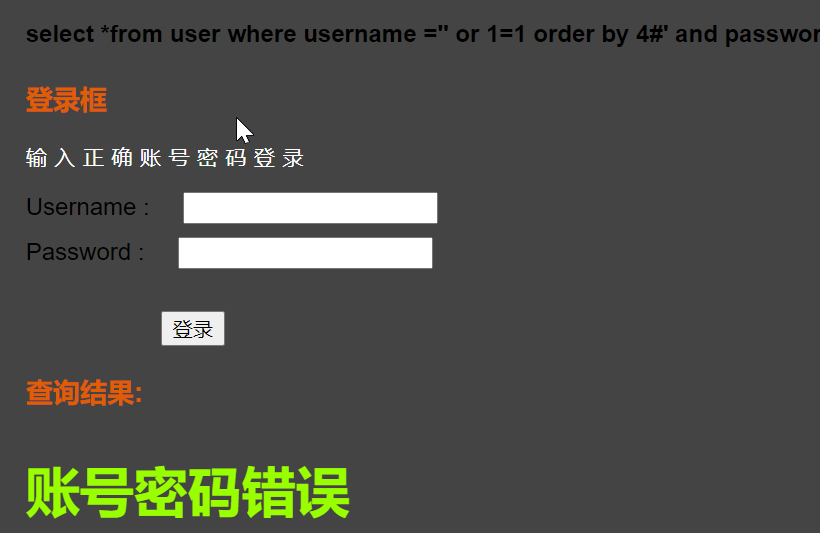 select *from user where username ='' or 1=1 order by 4#' and
登录框
输入正确账号密码登录
Username :
Password :
登录
查询结果:
账号密码错误